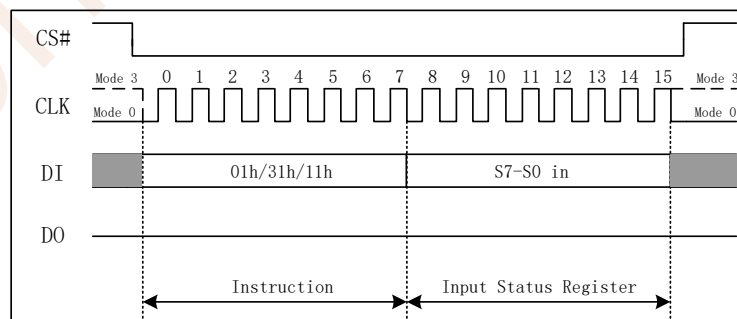 CS#
Mode 3 0 1 2 3 4 5 6 7 8 9 10 11 12 13 14 15 Mode 3
CLK
Mode 0 Mode 0
DI 01h/31h/11h S7-S0 in
DO
Instruction Input Status Register